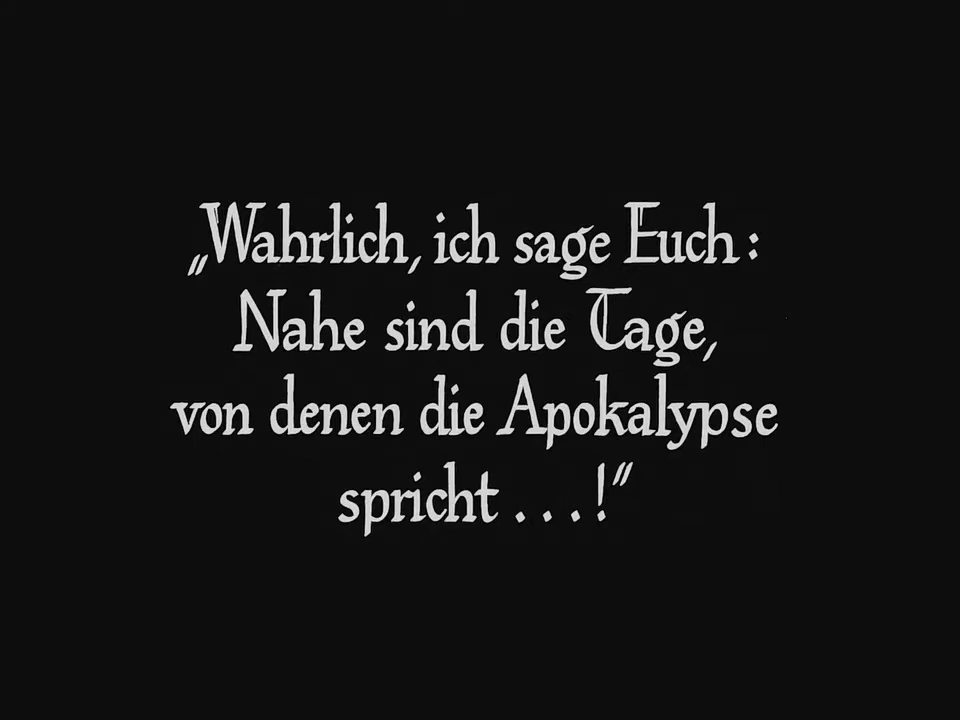 „Wahrlich, ich sage Euch:
Nahe sind die Tage,
von denen die Apokalypse
spricht . . . !"